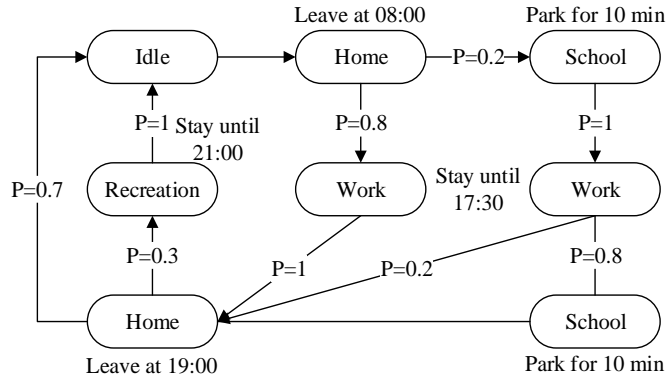 Leave at 08:00
Park for 10 min
Idle
Home
P=0.2
School
P=1
Stay until
21:00
P=0.8
P=1
P=0.7
Recreation
Work
Stay until
17:30
Work
P=0.3
P=1
P=0.2
P=0.8
Home
School
Leave at 19:00
Park for 10 min